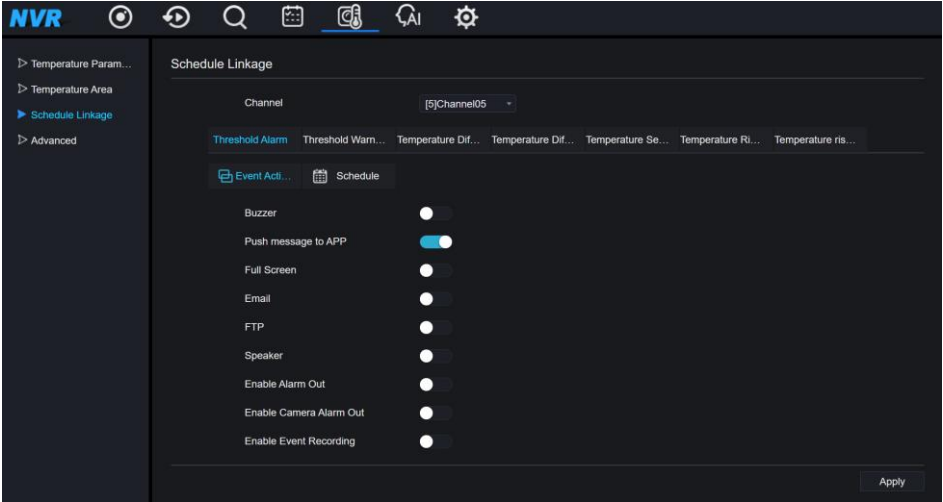 NVR
AI
Temperature Param...
Temperature Area
Schedule Linkage
Advanced
Schedule Linkage
Channel [5]Channel05
Threshold Alarm Threshold Warn... Temperature Dif... Temperature Dif... Temperature Se... Temperature Ri... Temperature ris...
Event Acti... Schedule
Buzzer
Push message to APP
Full Screen
Email
FTP
Speaker
Enable Alarm Out
Enable Camera Alarm Out
Enable Event Recording
Apply